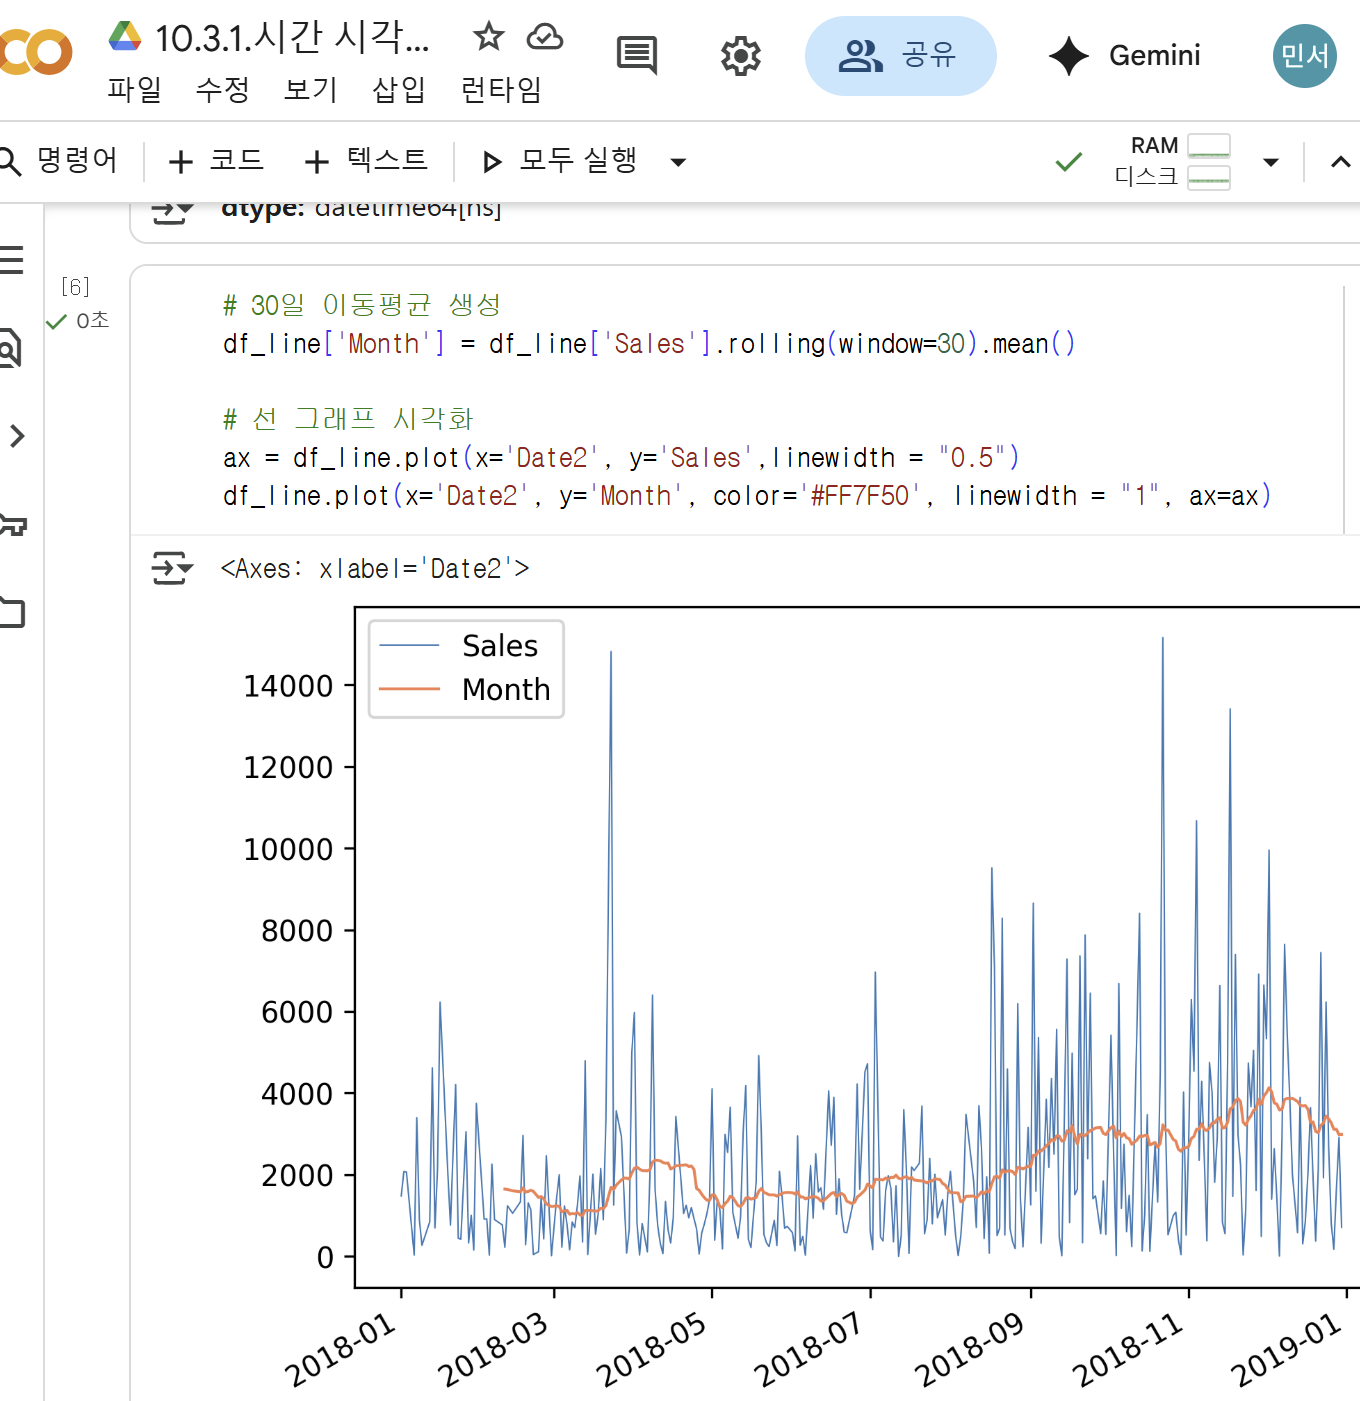 10.3.1.시간 시각...
공유
Gemini
민서
파일 수정 보기 삽입 런타임
명령어 + 코드 + 텍스트 모두 실행
RAM
디스크
dtype: datetime64[ns]
[6]
0초
# 30일 이동평균 생성
df_line['Month'] = df_line['Sales'].rolling(window=30).mean()
# 선 그래프 시각화
ax = df_line.plot(x='Date2', y='Sales',linewidth = "0.5")
df_line.plot(x='Date2', y='Month', color='#FF7F50', linewidth = "1", ax=ax)
<Axes: xlabel='Date2'>
Sales
Month
14000
12000
10000
8000
6000
4000
2000
0
2018-01 2018-03 2018-05 2018-07 2018-09 2018-11 2019-01